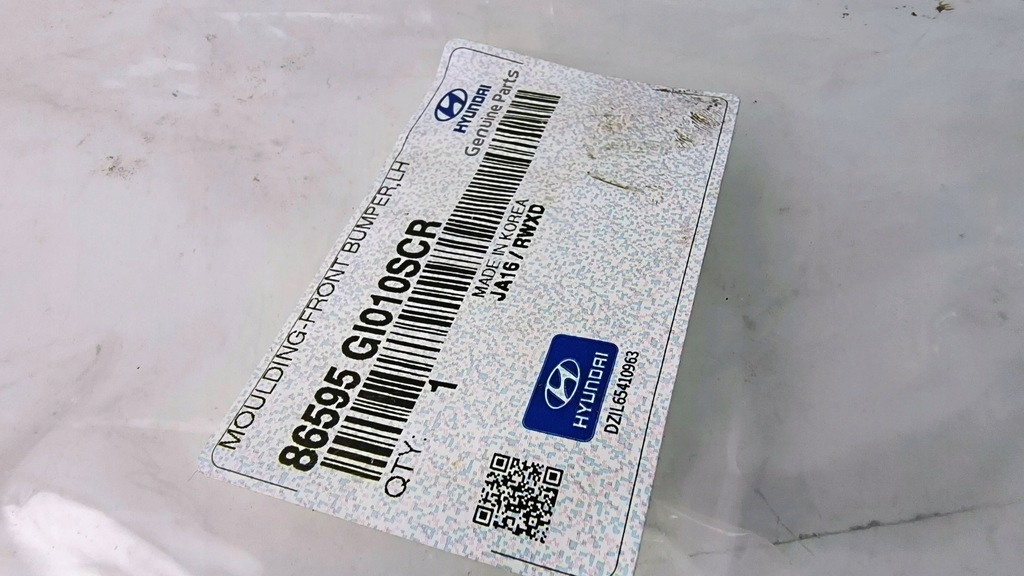 HYUNDAI
Genuine Parts
MOULDING-FRONT BUMPER,LH
86595 GI010SCR
QTY: 1
MADE IN KOREA
JA16 / RWXD
HYUNDAI
DZIL65410963